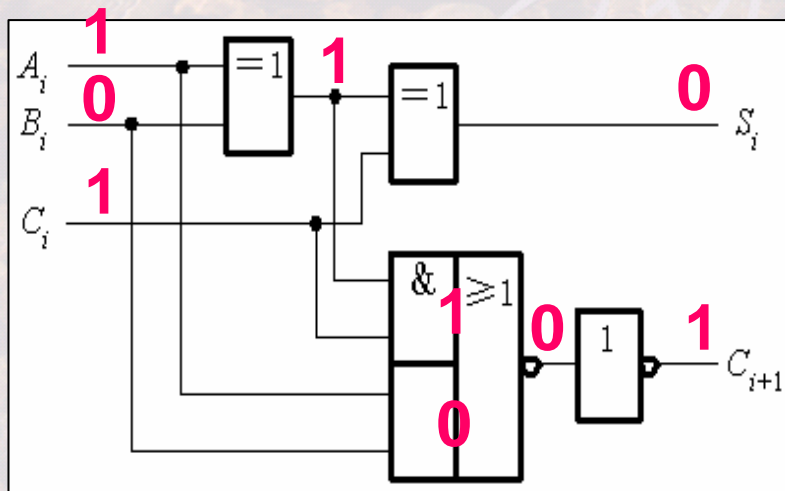 1
A_i =1 1 =1 0
B_i 0 S_i
1
C_i
& ≥1
1 0 1 1
C_{i+1}
0